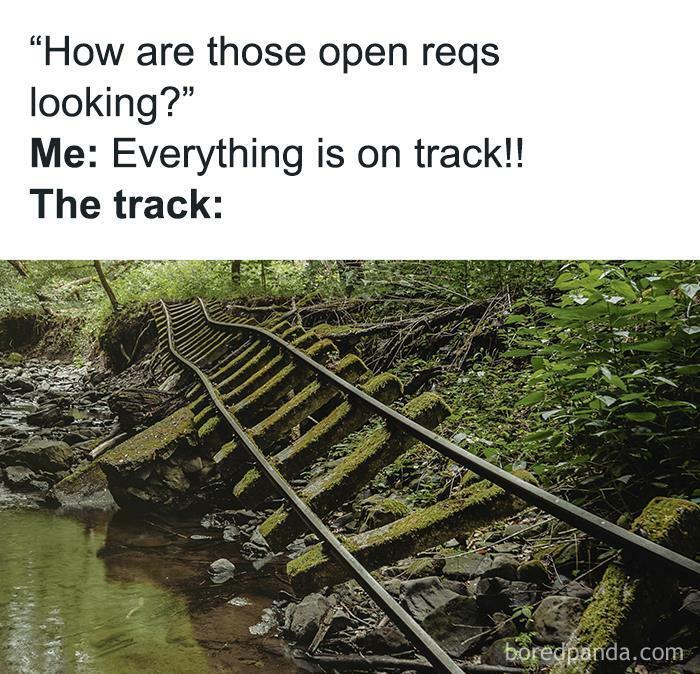 “How are those open reqs
looking?”
Me: Everything is on track!!
The track:
boredpanda.com